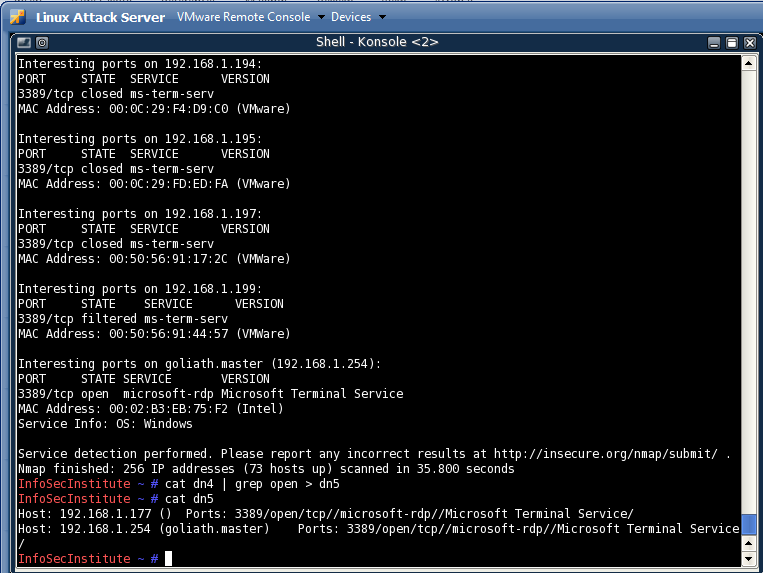 Linux Attack Server VMware Remote Console Devices
Shell - Konsole <2>
Interesting ports on 192.168.1.194:
PORT     STATE  SERVICE      VERSION
3389/tcp closed ms-term-serv
MAC Address: 00:0C:29:F4:D9:C0 (VMware)
Interesting ports on 192.168.1.195:
PORT     STATE  SERVICE      VERSION
3389/tcp closed ms-term-serv
MAC Address: 00:0C:29:FD:ED:FA (VMware)
Interesting ports on 192.168.1.197:
PORT     STATE  SERVICE      VERSION
3389/tcp closed ms-term-serv
MAC Address: 00:50:56:91:17:2C (VMWare)
Interesting ports on 192.168.1.199:
PORT     STATE    SERVICE      VERSION
3389/tcp filtered ms-term-serv
MAC Address: 00:50:56:91:44:57 (VMWare)
Interesting ports on goliath.master (192.168.1.254):
PORT     STATE SERVICE       VERSION
3389/tcp open  microsoft-rdp Microsoft Terminal Service
MAC Address: 00:02:B3:EB:75:F2 (Intel)
Service Info: OS: Windows
Service detection performed. Please report any incorrect results at http://insecure.org/nmap/submit/ .
Nmap finished: 256 IP addresses (73 hosts up) scanned in 35.800 seconds
InfoSecInstitute ~ # cat dn4 | grep open > dn5
InfoSecInstitute ~ # cat dn5
Host: 192.168.1.177 ()  Ports: 3389/open/tcp//microsoft-rdp//Microsoft Terminal Service/
Host: 192.168.1.254 (goliath.master)    Ports: 3389/open/tcp//microsoft-rdp//Microsoft Terminal Service
/
InfoSecInstitute ~ #